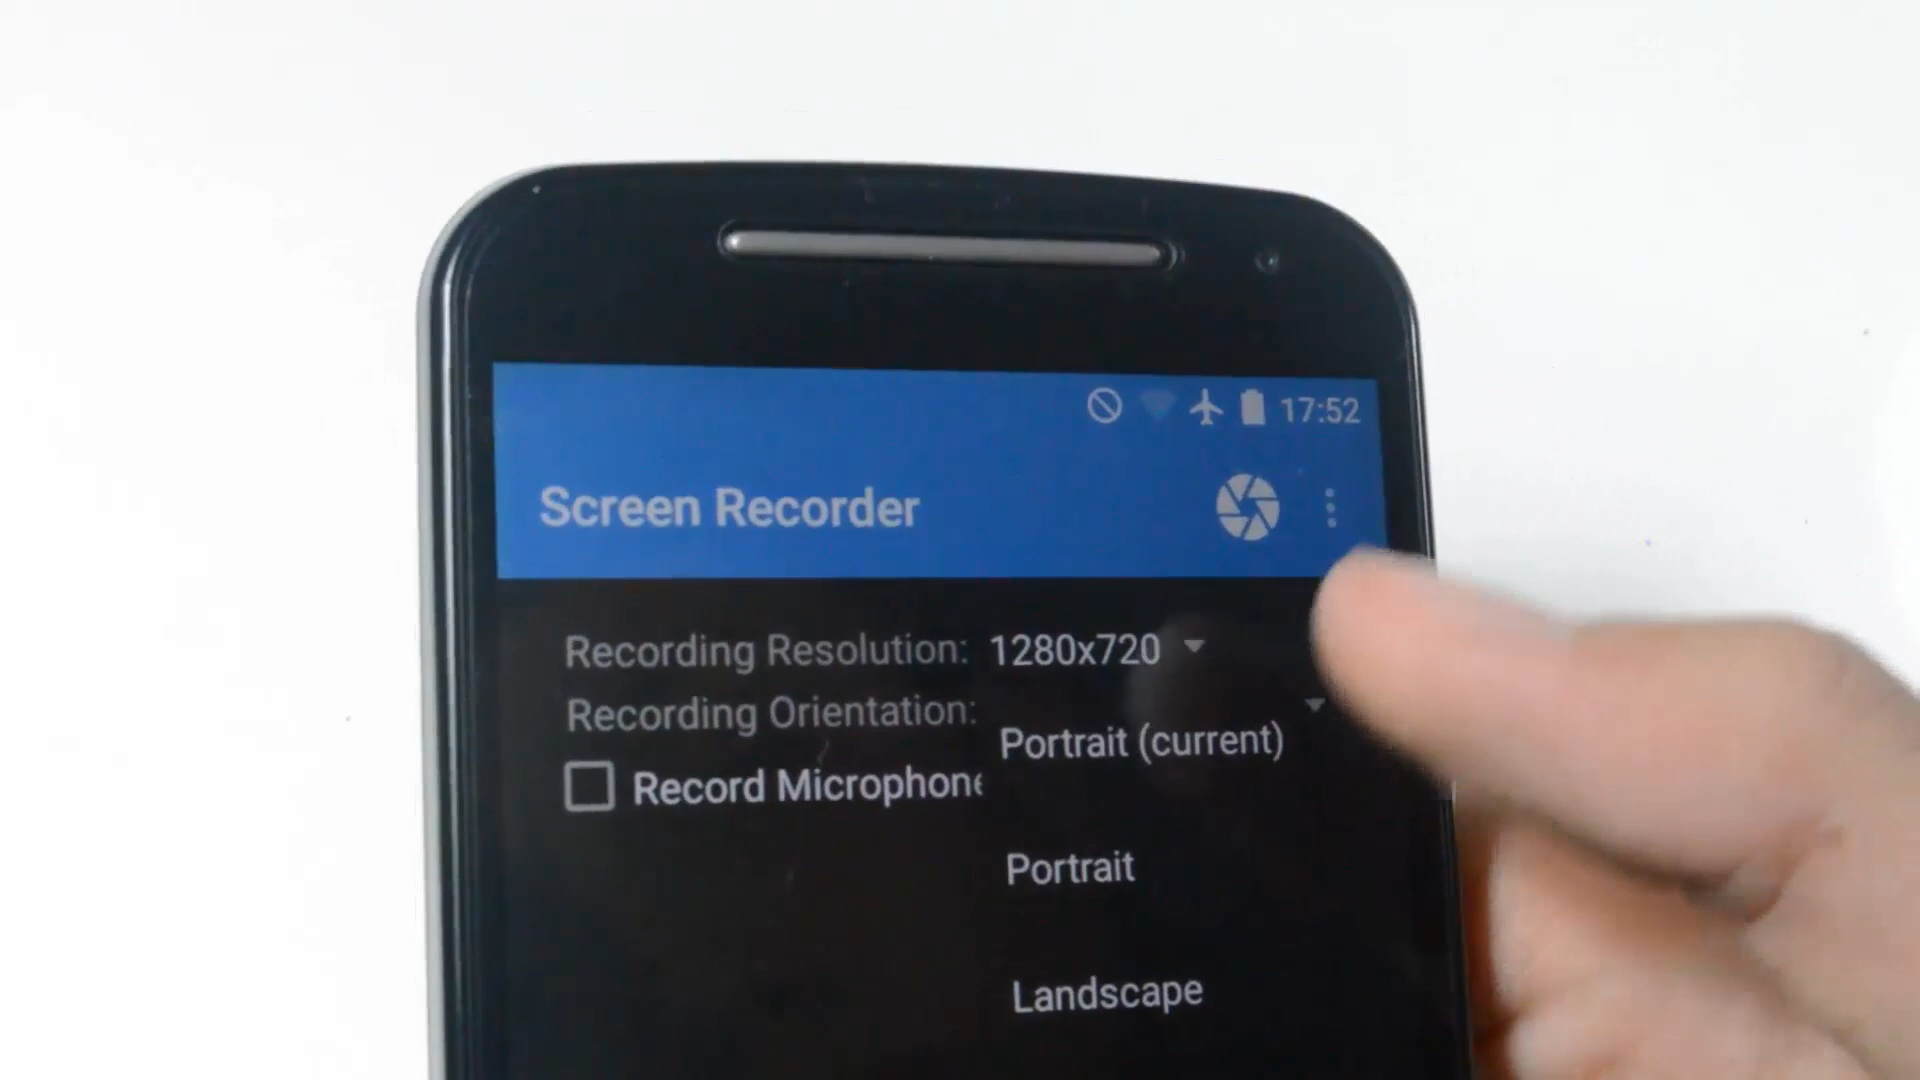 17:52
Screen Recorder
Recording Resolution: 1280x720
Recording Orientation:
Portrait (current)
Record Microphone
Portrait
Landscape